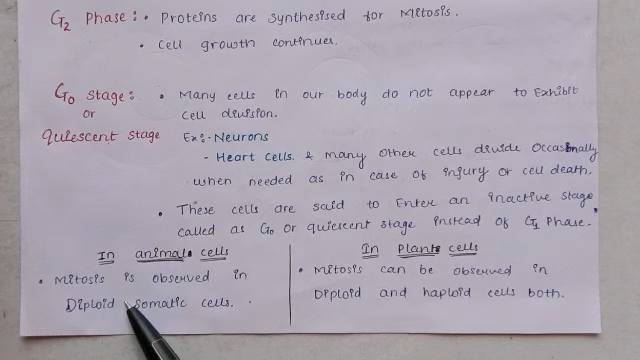 G2 Phase: • Proteins are synthesised for Mitosis.
• Cell growth continues.
G0 Stage: • Many cells in our body do not appear to Exhibit
or cell division.
Quiescent Stage Ex:- Neurons
- Heart cells. & many other cells divide Occasionally
when needed as in case of injury or cell death.
• These cells are said to Enter an inactive stage
called as G0 or quiescent stage instead of G1 Phase.
In animal cells
• Mitosis is observed in
Diploid somatic cells.
In Plant cells
• Mitosis can be observed in
Diploid and haploid cells both.